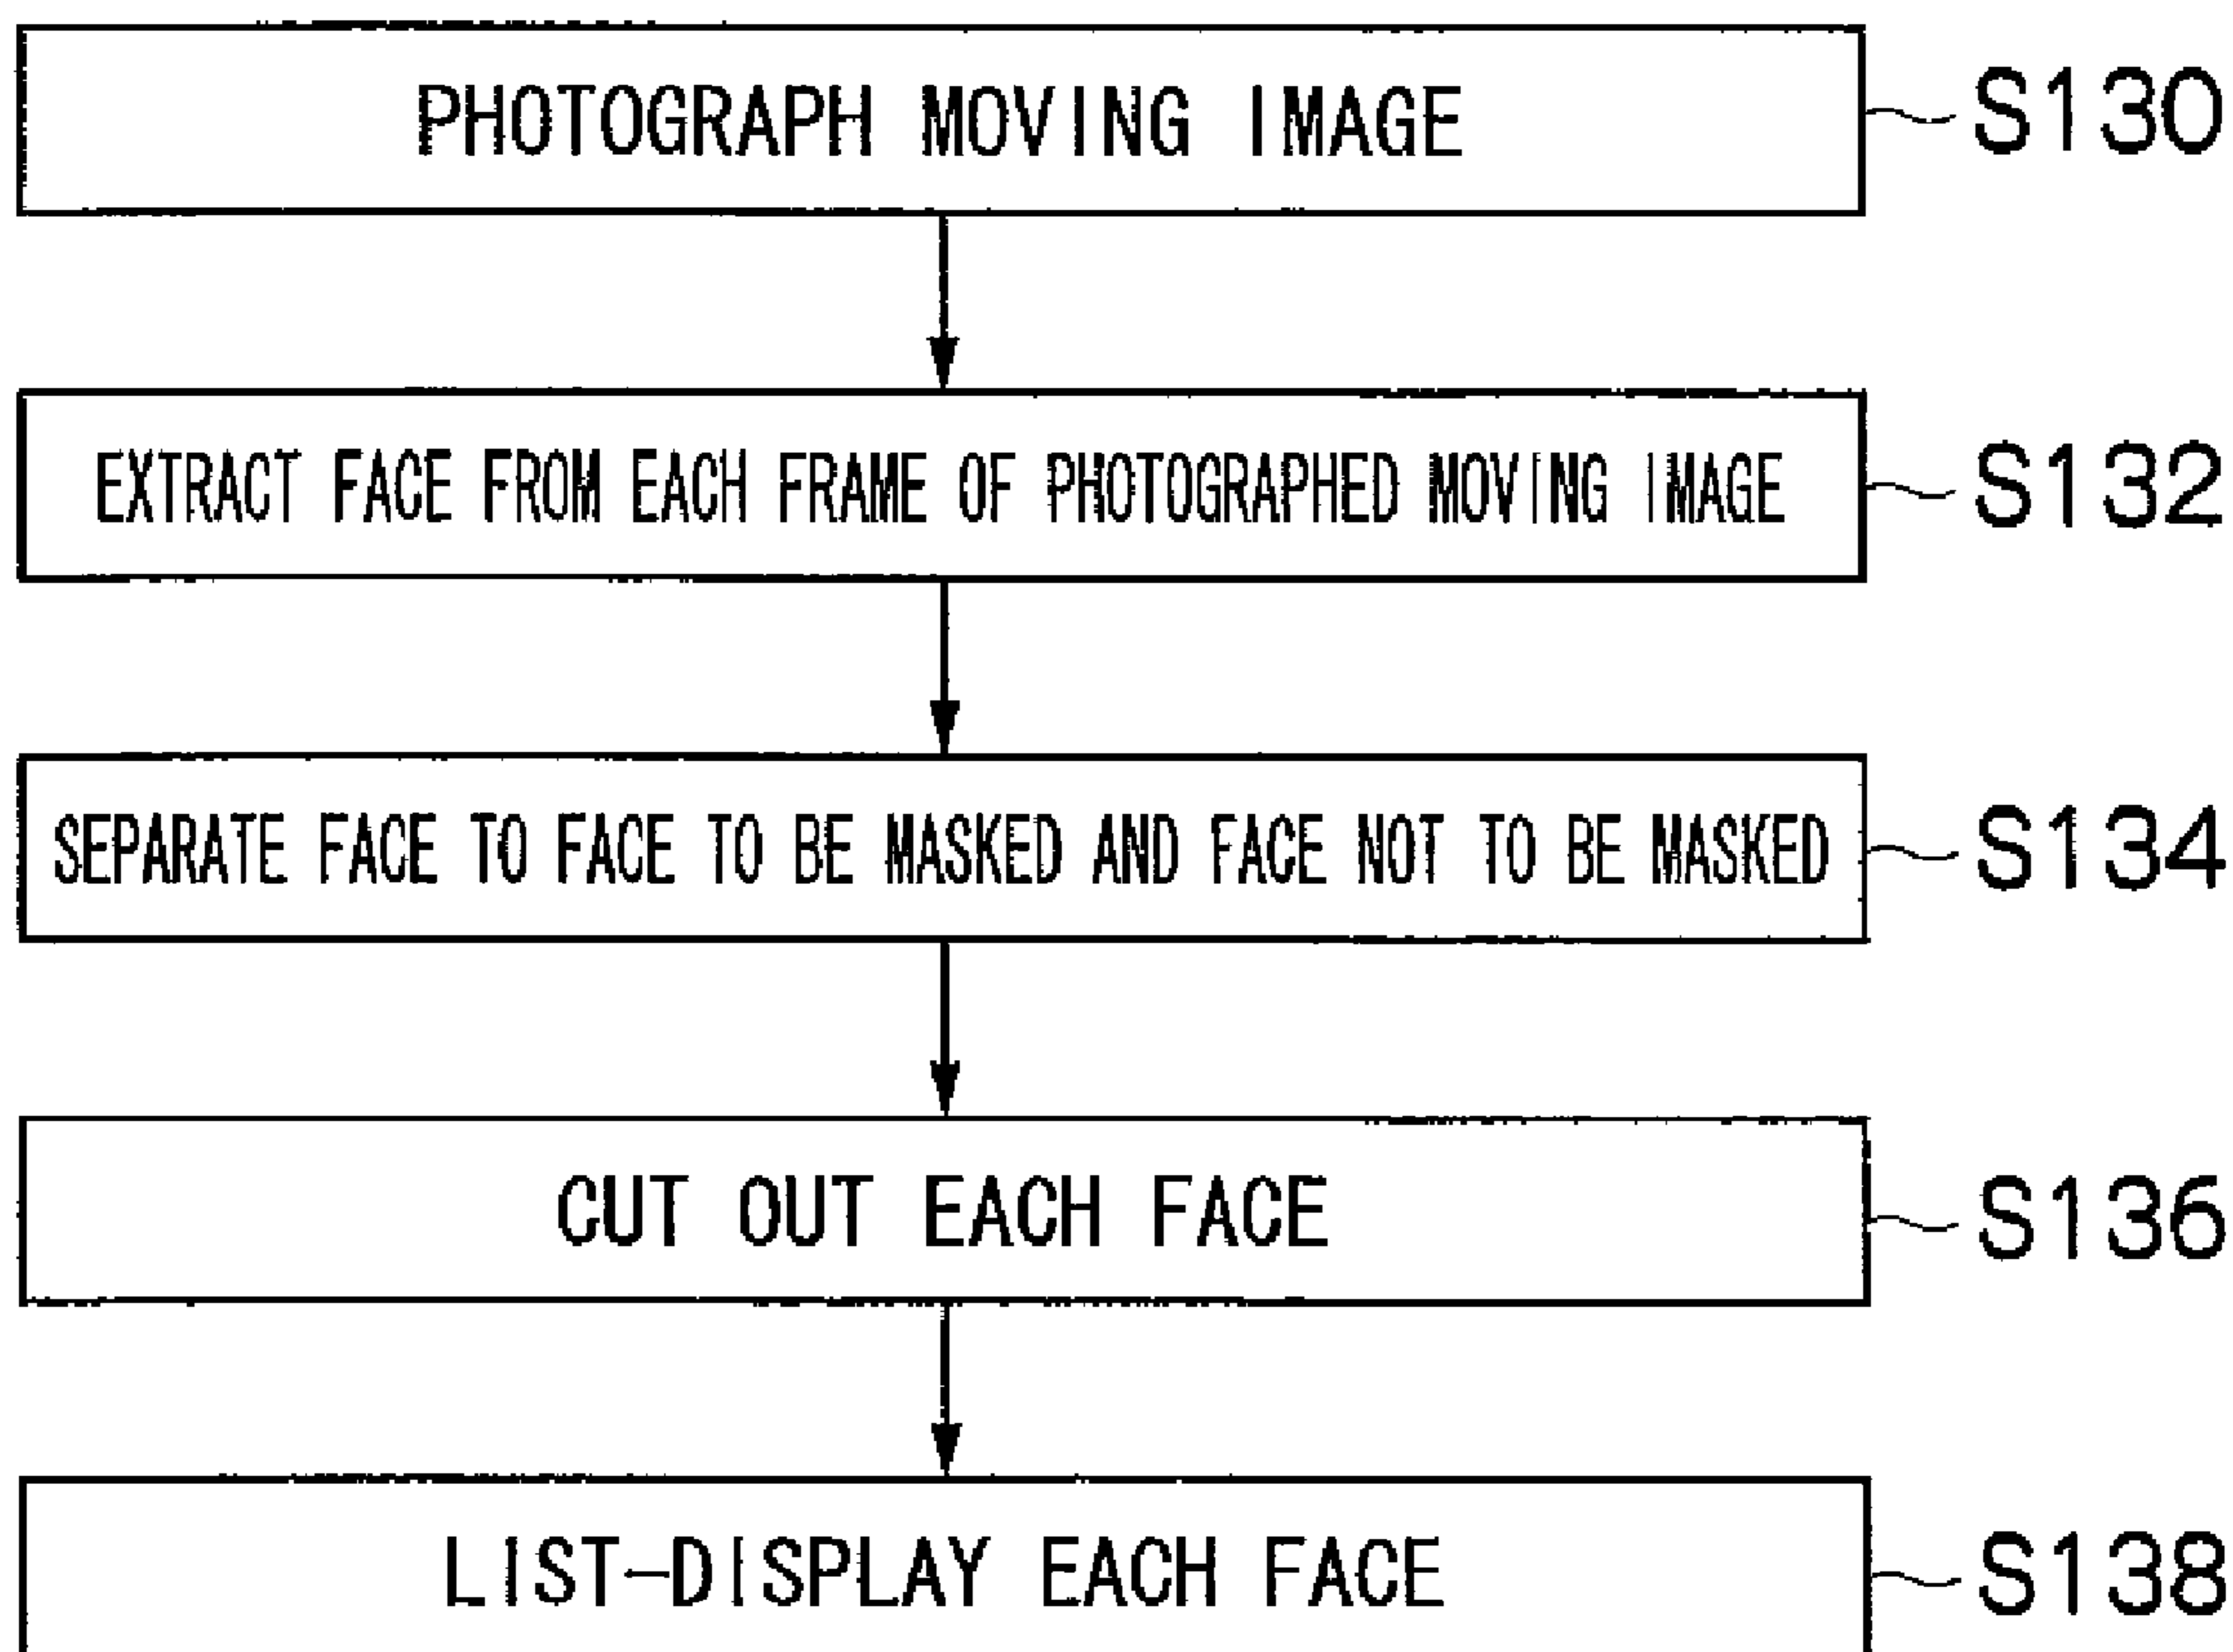 PHOTOGRAPH MOVING IMAGE S130
EXTRACT FACE FROM EACH FRAME OF PHOTOGRAPHED MOVING IMAGE S132
SEPARATE FACE TO FACE TO BE MASKED AND FACE NOT TO BE MASKED S134
CUT OUT EACH FACE S136
LIST-DISPLAY EACH FACE S138